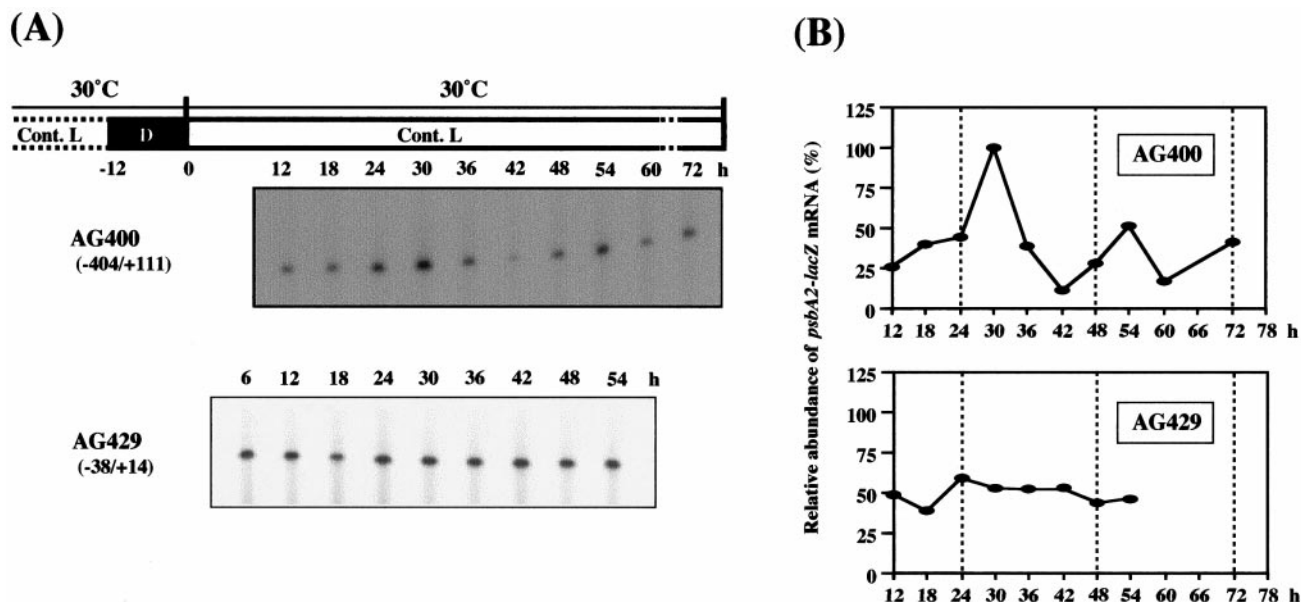 (A)
30°C 30°C
Cont. L D Cont. L
-12 0 12 18 24 30 36 42 48 54 60 72 h
AG400
(-404/+111)
6 12 18 24 30 36 42 48 54 h
AG429
(-38/+14)
(B)
Relative abundance of psbA2-lacZ mRNA (%)
125
100
75
50
25
0
AG400
12 18 24 30 36 42 48 54 60 66 72 78 h
125
100
75
50
25
0
AG429
12 18 24 30 36 42 48 54 60 66 72 78 h